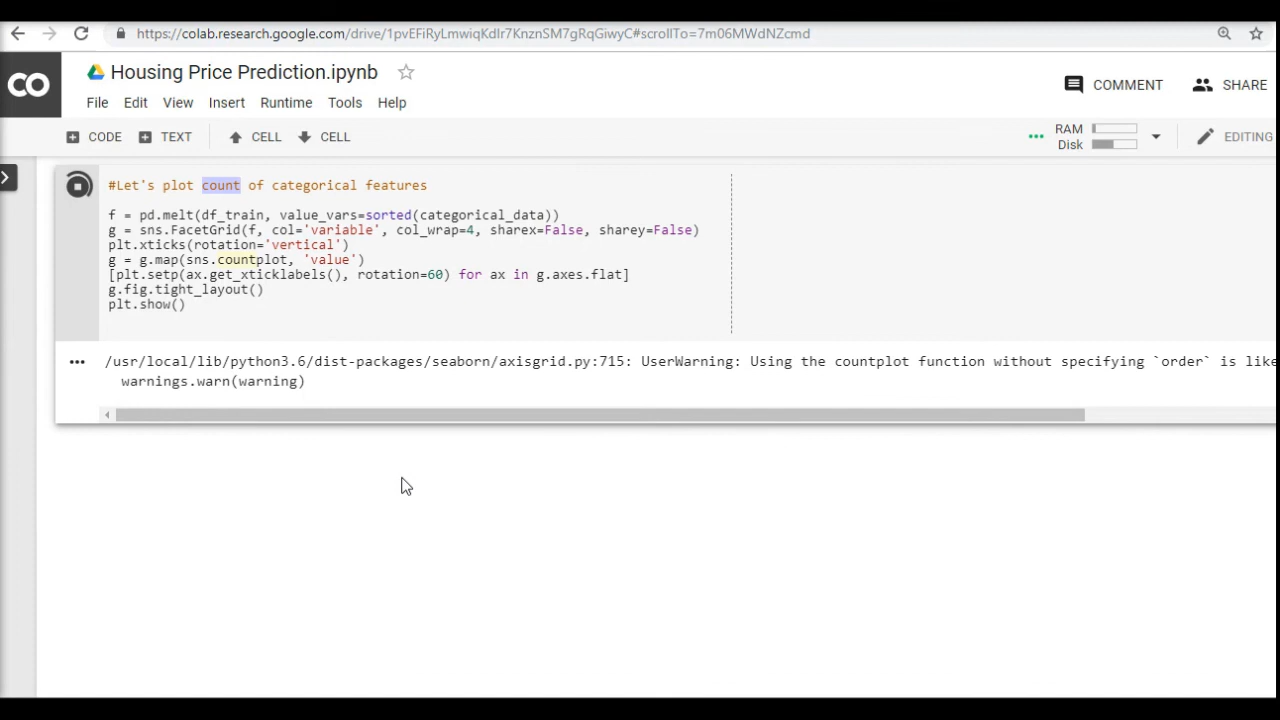 https://colab.research.google.com/drive/1pvEFiRyLmwiqKdIr7KnznSM7gRqGiwyC#scrollTo=7m06MWdNZcmd
CO
Housing Price Prediction.ipynb
COMMENT
SHARE
File Edit View Insert Runtime Tools Help
CODE TEXT CELL CELL
RAM
Disk
EDITING
#Let's plot count of categorical features
f = pd.melt(df_train, value_vars=sorted(categorical_data))
g = sns.FacetGrid(f, col='variable', col_wrap=4, sharex=False, sharey=False)
plt.xticks(rotation='vertical')
g = g.map(sns.countplot, 'value')
[plt.setp(ax.get_xticklabels(), rotation=60) for ax in g.axes.flat]
g.fig.tight_layout()
plt.show()
/usr/local/lib/python3.6/dist-packages/seaborn/axisgrid.py:715: UserWarning: Using the countplot function without specifying `order` is like
warnings.warn(warning)